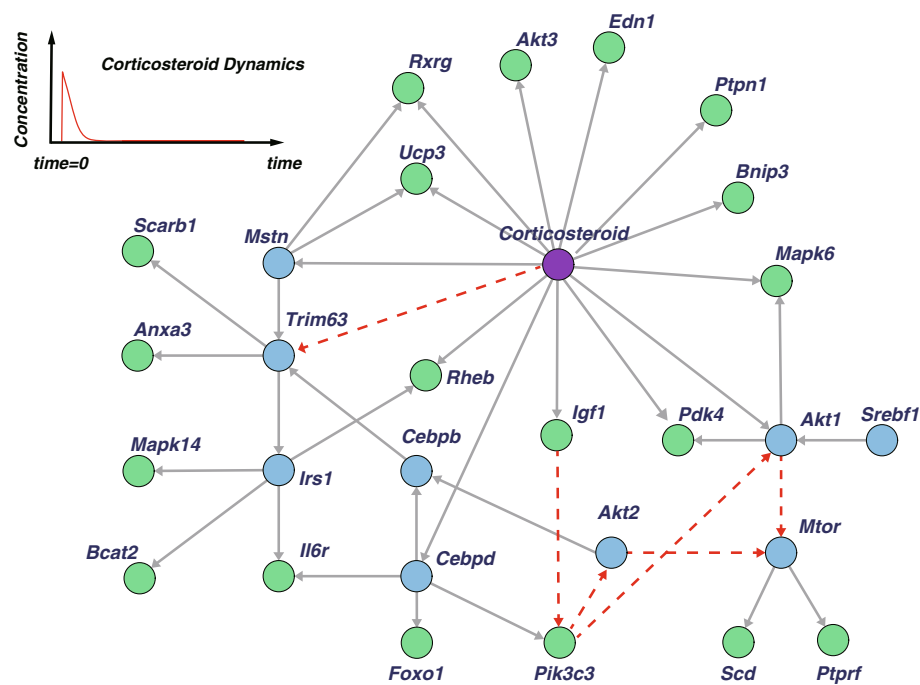 Edn1
Akt3
Rxrg
Corticosteroid Dynamics
Concentration
Ptpn1
time=0
time
Ucp3
Bnip3
Scarb1
Mstn
Corticosteroid
Mapk6
Trim63
Anxa3
Rheb
Igf1
Pdk4
Akt1
Srebf1
Mapk14
Cebpb
Irs1
Akt2
Mtor
Bcat2
Il6r
Cebpd
Foxo1
Pik3c3
Scd
Ptprf